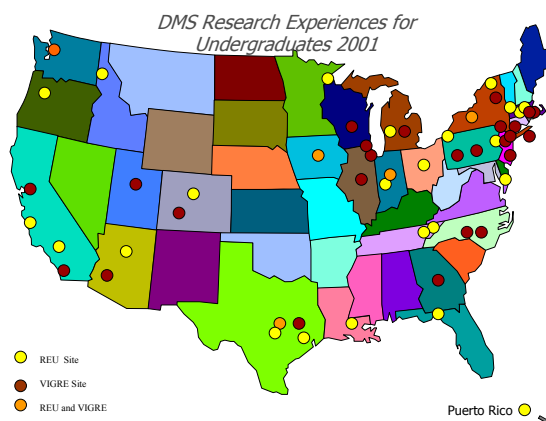 DMS Research Experiences for
Undergraduates 2001
REU Site
VIGRE Site
REU and VIGRE
Puerto Rico